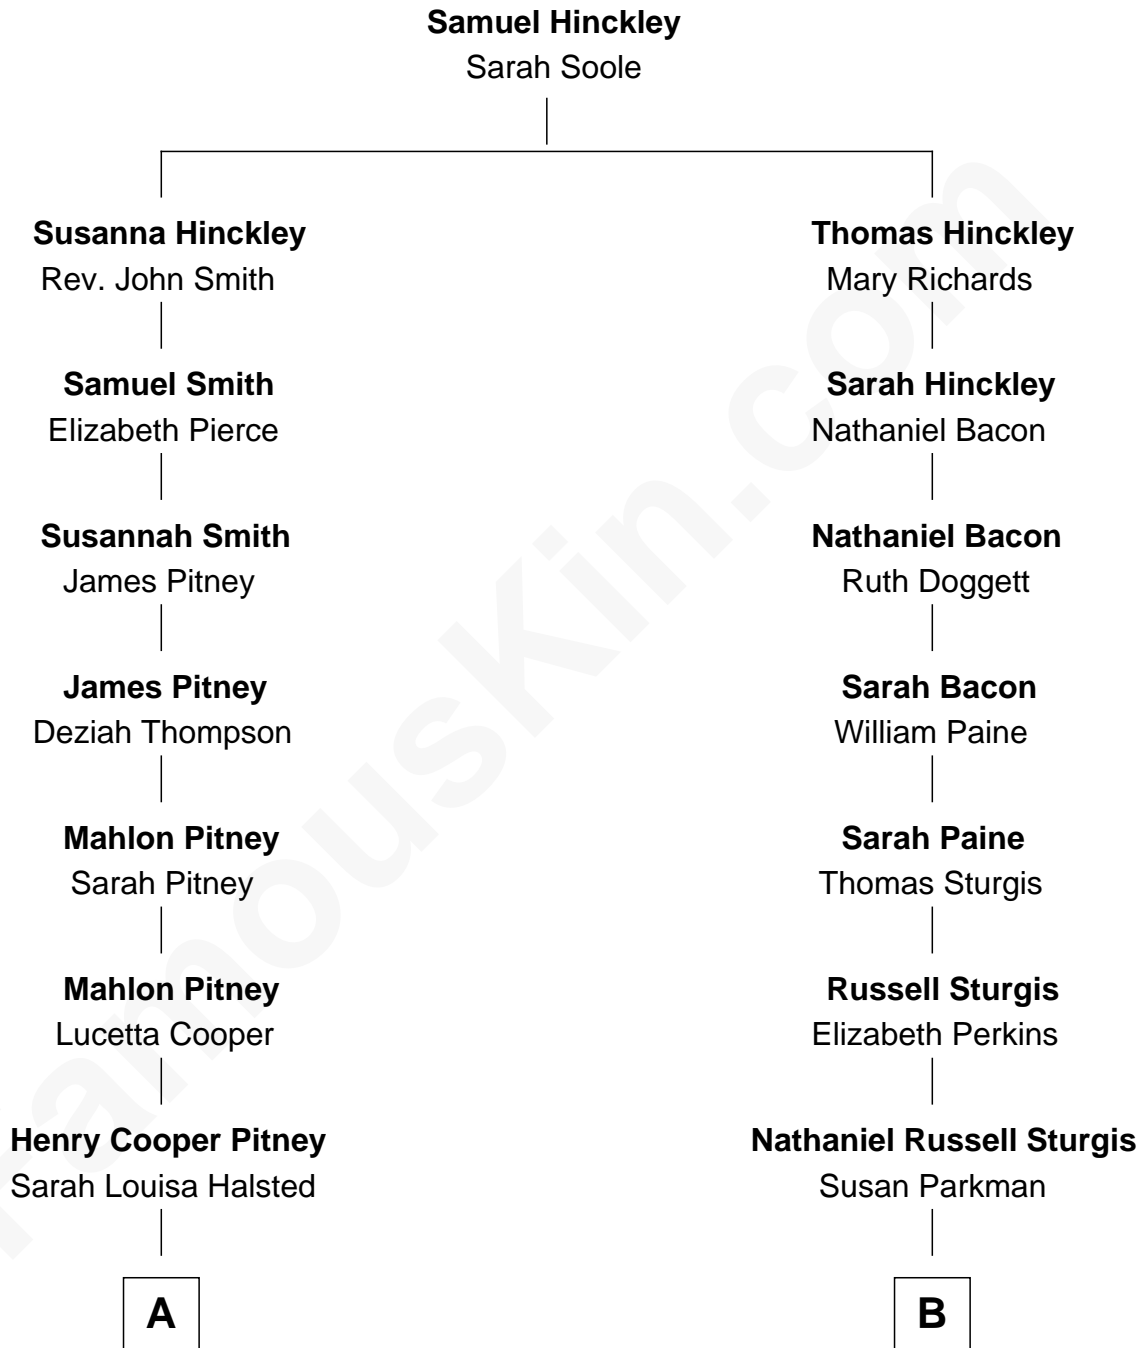 Samuel Hinckley
Sarah Soole
Susanna Hinckley
Rev. John Smith
Thomas Hinckley
Mary Richards
Samuel Smith
Elizabeth Pierce
Sarah Hinckley
Nathaniel Bacon
Susannah Smith
James Pitney
Nathaniel Bacon
Ruth Doggett
James Pitney
Deziah Thompson
Sarah Bacon
William Paine
Mahlon Pitney
Sarah Pitney
Sarah Paine
Thomas Sturgis
Mahlon Pitney
Lucetta Cooper
Russell Sturgis
Elizabeth Perkins
Henry Cooper Pitney
Sarah Louisa Halsted
Nathaniel Russell Sturgis
Susan Parkman
A
B
FamousKin.com